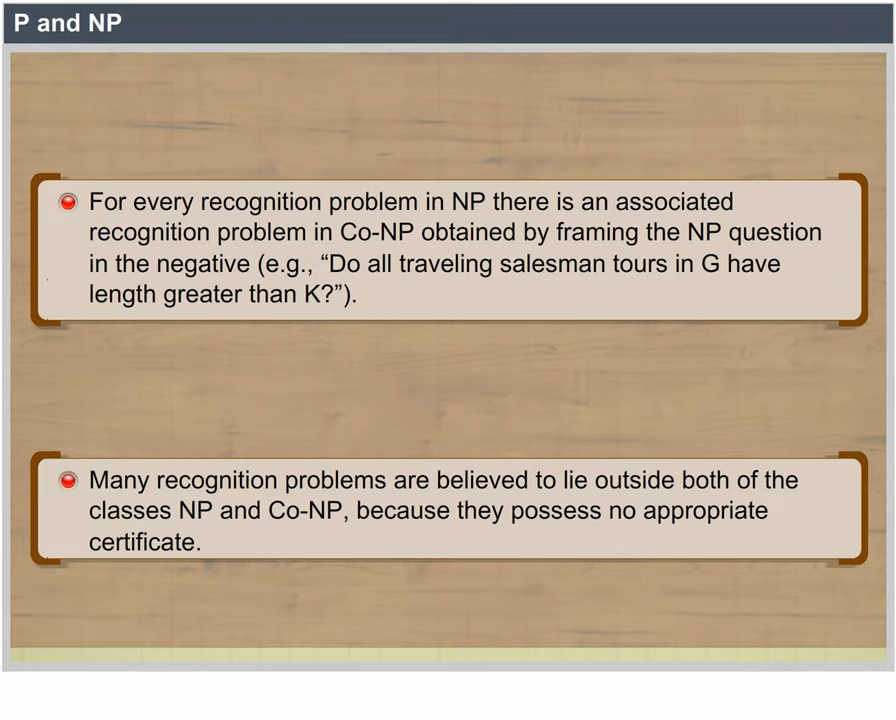 P and NP
For every recognition problem in NP there is an associated
recognition problem in Co-NP obtained by framing the NP question
in the negative (e.g., “Do all traveling salesman tours in G have
length greater than K?”).
Many recognition problems are believed to lie outside both of the
classes NP and Co-NP, because they possess no appropriate
certificate.